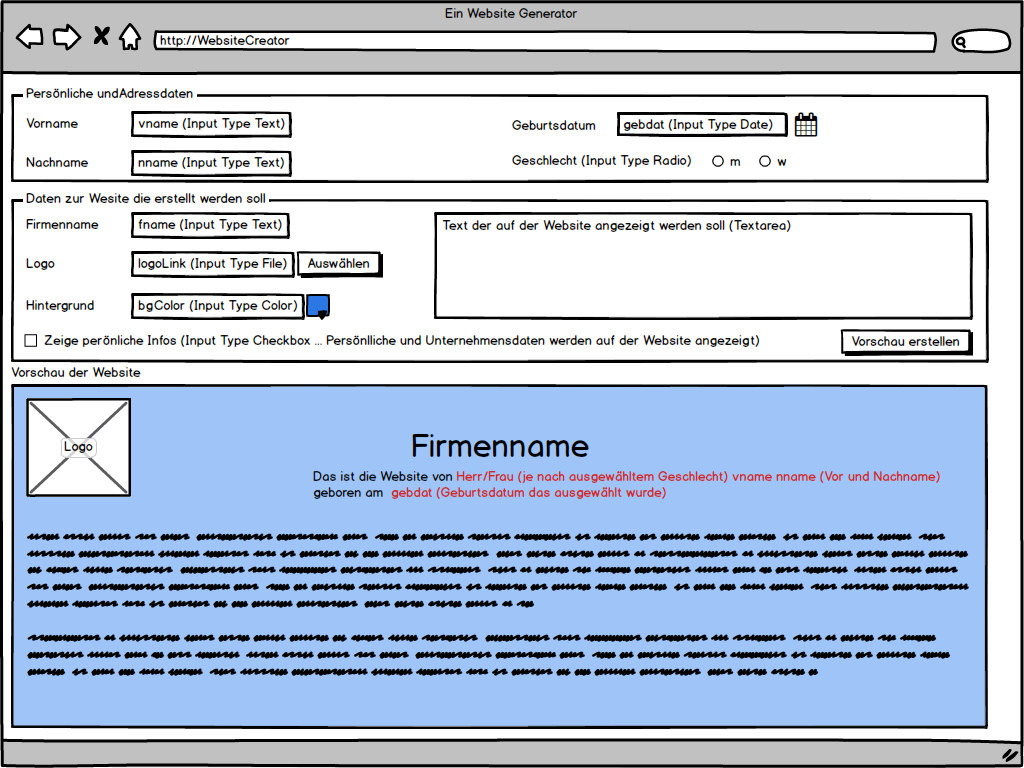 Ein Website Generator
http://WebsiteCreator
Persönliche undAdressdaten
Vorname vname (Input Type Text) Geburtsdatum gebdat (Input Type Date)
Nachname nname (Input Type Text) Geschlecht (Input Type Radio) m w
Daten zur Wesite die erstellt werden soll
Firmenname fname (Input Type Text) Text der auf der Website angezeigt werden soll (Textarea)
Logo logoLink (Input Type File) Auswählen
Hintergrund bgColor (Input Type Color)
Zeige perönliche Infos (Input Type Checkbox ... Persönlliche und Unternehmensdaten werden auf der Website angezeigt) Vorschau erstellen
Vorschau der Website
Logo
Firmenname
Das ist die Website von Herr/Frau (je nach ausgewähltem Geschlecht) vname nname (Vor und Nachname)
geboren am gebdat (Geburtsdatum das ausgewählt wurde)